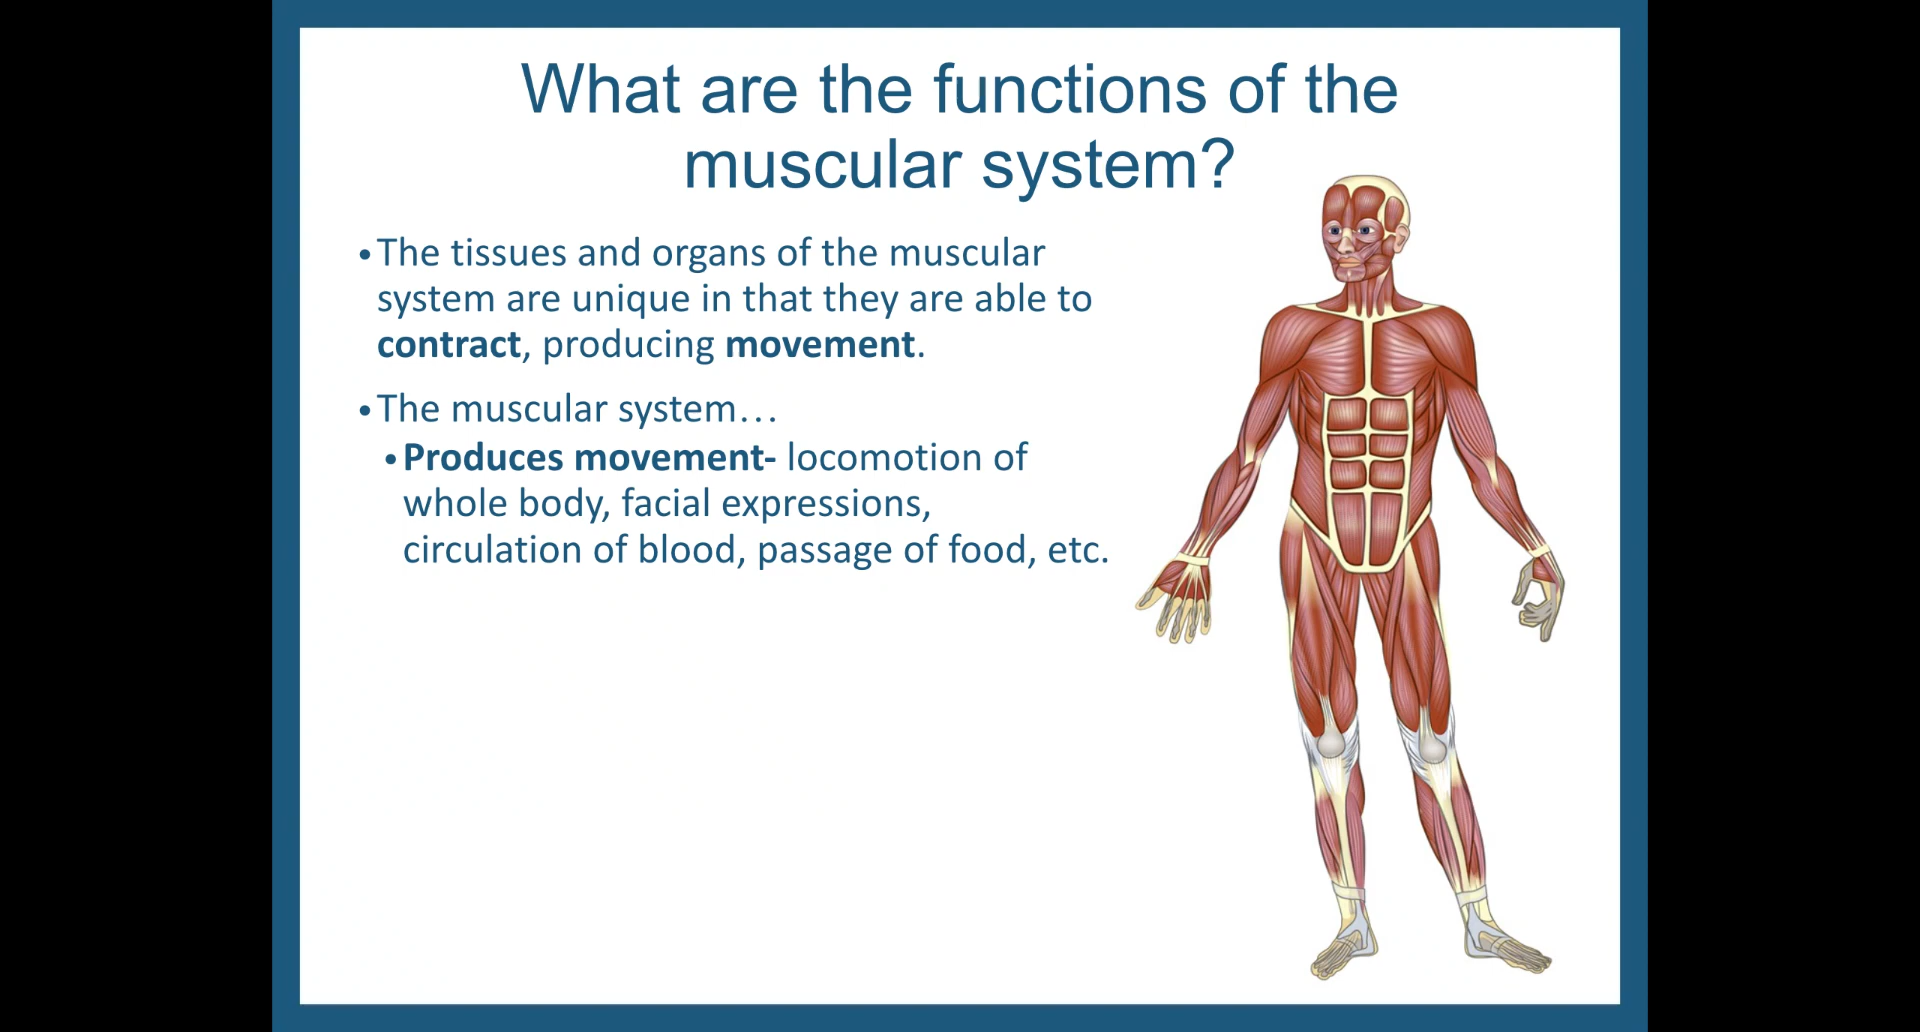 What are the functions of the
muscular system?
•The tissues and organs of the muscular
system are unique in that they are able to
contract, producing movement.
•The muscular system…
•Produces movement- locomotion of
whole body, facial expressions,
circulation of blood, passage of food, etc.